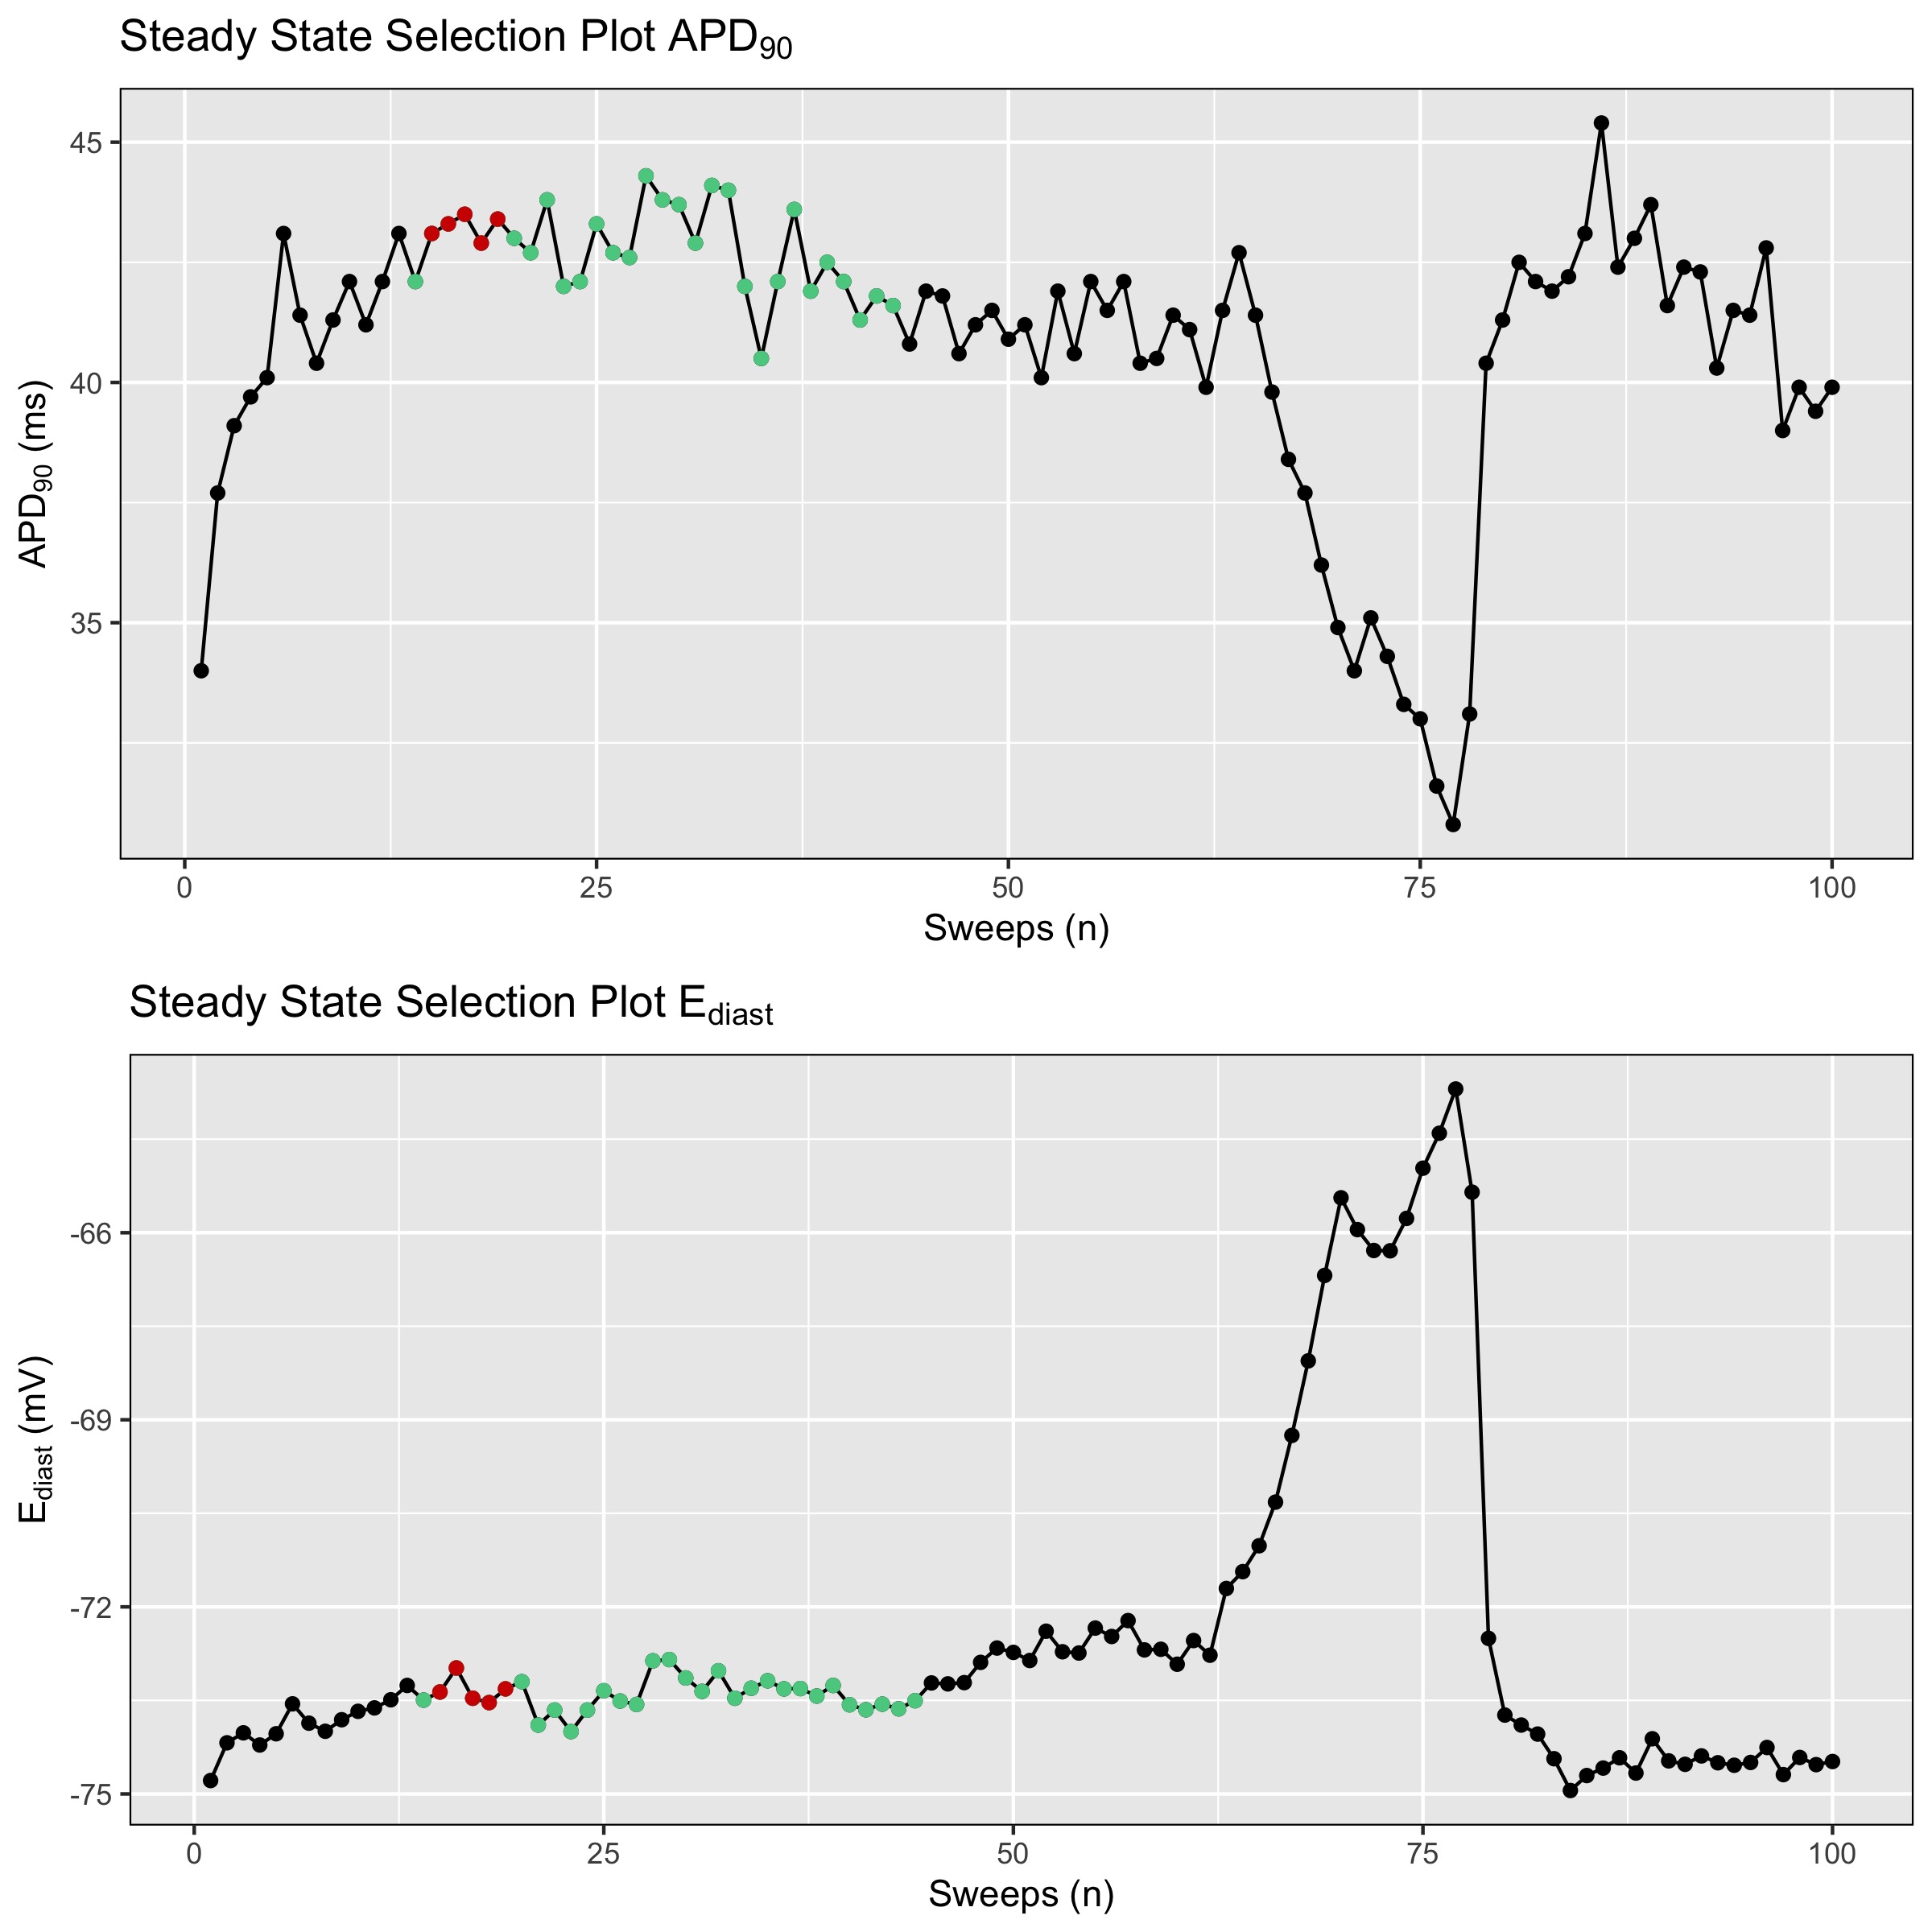 Steady State Selection Plot APD90
45
40
35
APD90 (ms)
0 25 50 75 100
Sweeps (n)
Steady State Selection Plot Ediast
-66
-69
-72
-75
Ediast (mV)
0 25 50 75 100
Sweeps (n)